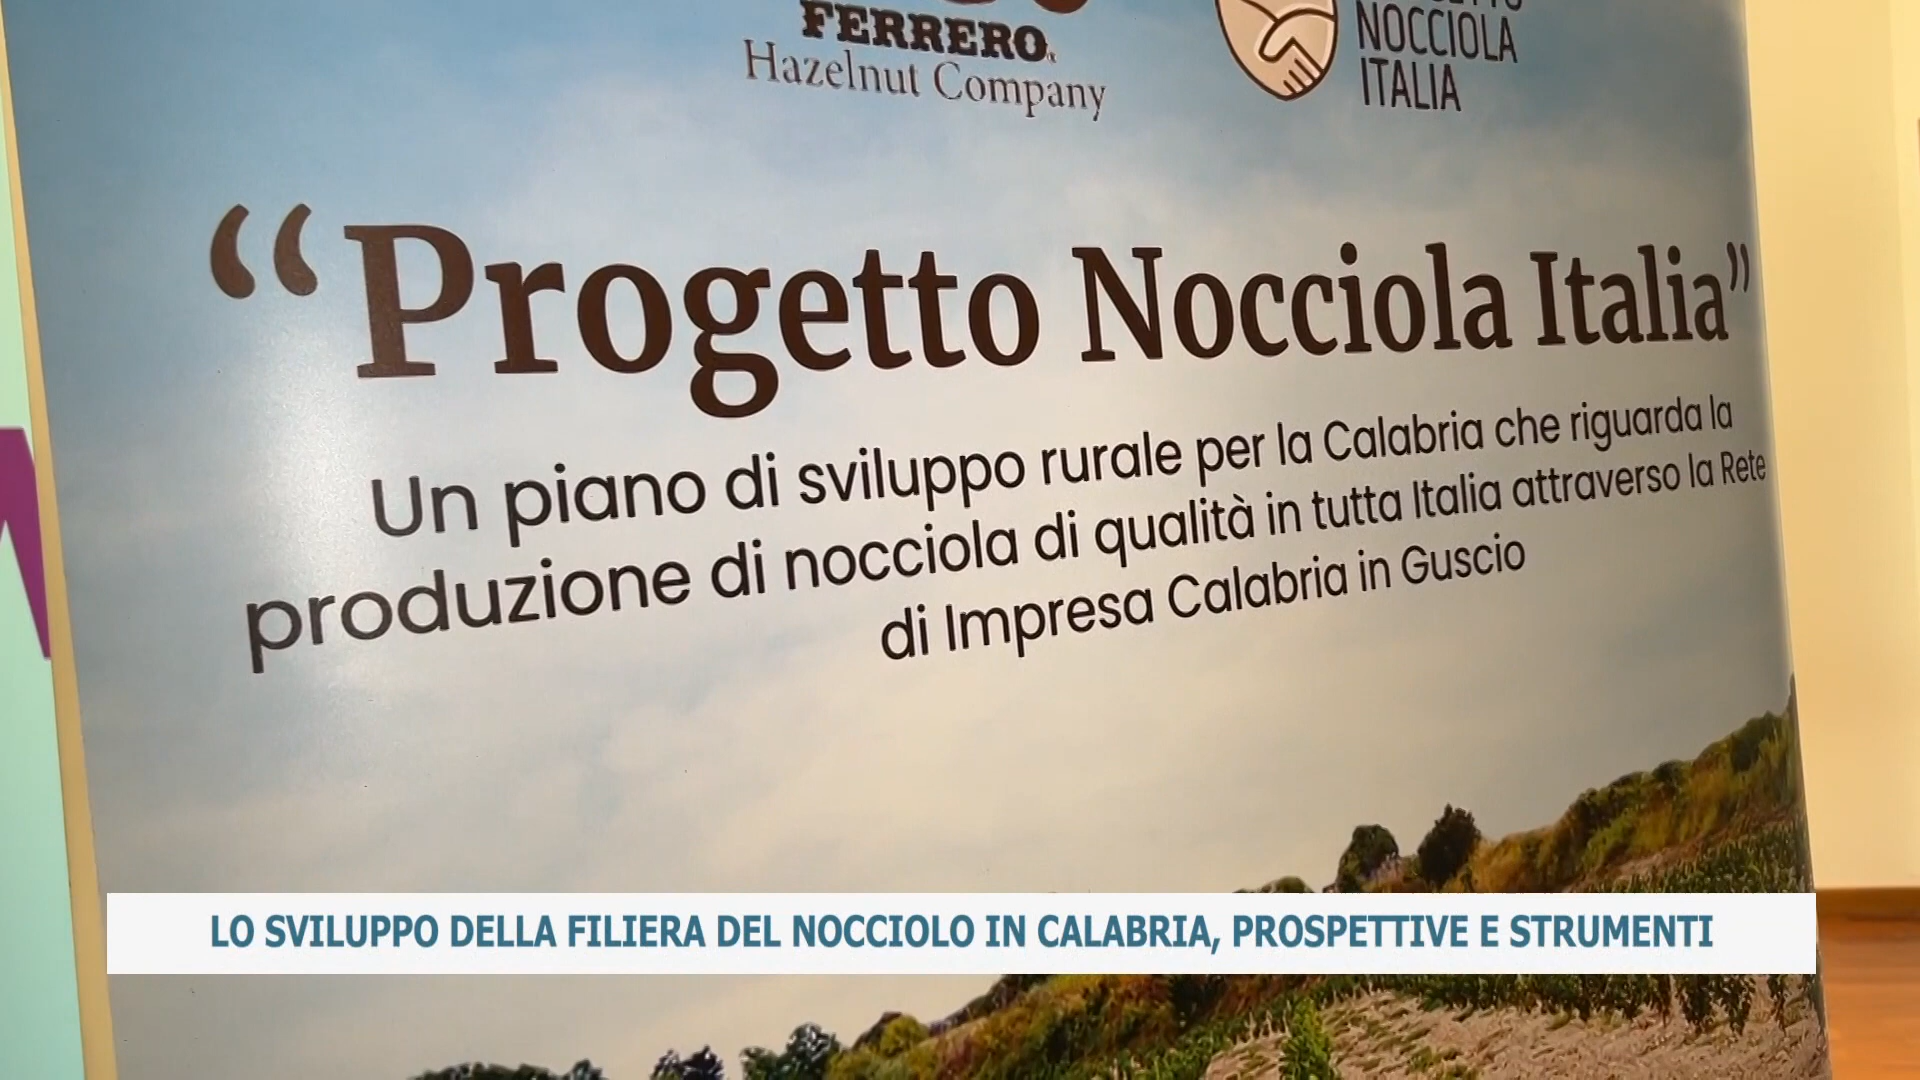 FERRERO
Hazelnut Company
NOCCIOLA
ITALIA
“Progetto Nocciola Italia”
Un piano di sviluppo rurale per la Calabria che riguarda la
produzione di nocciola di qualità in tutta Italia attraverso la Rete
di Impresa Calabria in Guscio
LO SVILUPPO DELLA FILIERA DEL NOCCIOLO IN CALABRIA, PROSPETTIVE E STRUMENTI